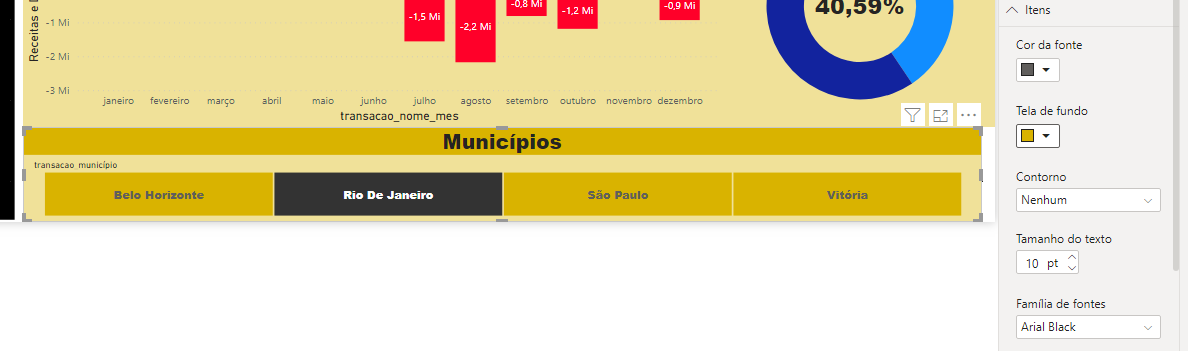 Receitas e
-1 Mi
-2 Mi
-3 Mi
-1,5 Mi
-2,2 Mi
-0,8 Mi
-1,2 Mi
-0,9 Mi
janeiro fevereiro março abril maio junho julho agosto setembro outubro novembro dezembro
transacao_nome_mes
40,59%
Municípios
transacao_município
Belo Horizonte Rio De Janeiro São Paulo Vitória
Itens
Cor da fonte
Tela de fundo
Contorno
Nenhum
Tamanho do texto
10 pt
Família de fontes
Arial Black